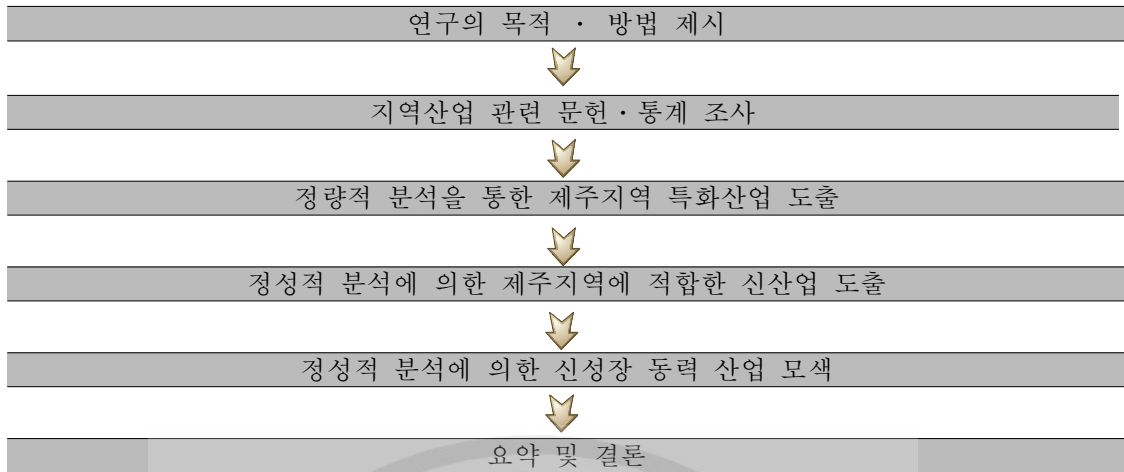 연구의 목적 · 방법 제시
지역산업 관련 문헌·통계 조사
정량적 분석을 통한 제주지역 특화산업 도출
정성적 분석에 의한 제주지역에 적합한 신산업 도출
정성적 분석에 의한 신성장 동력 산업 모색
요약 및 결론